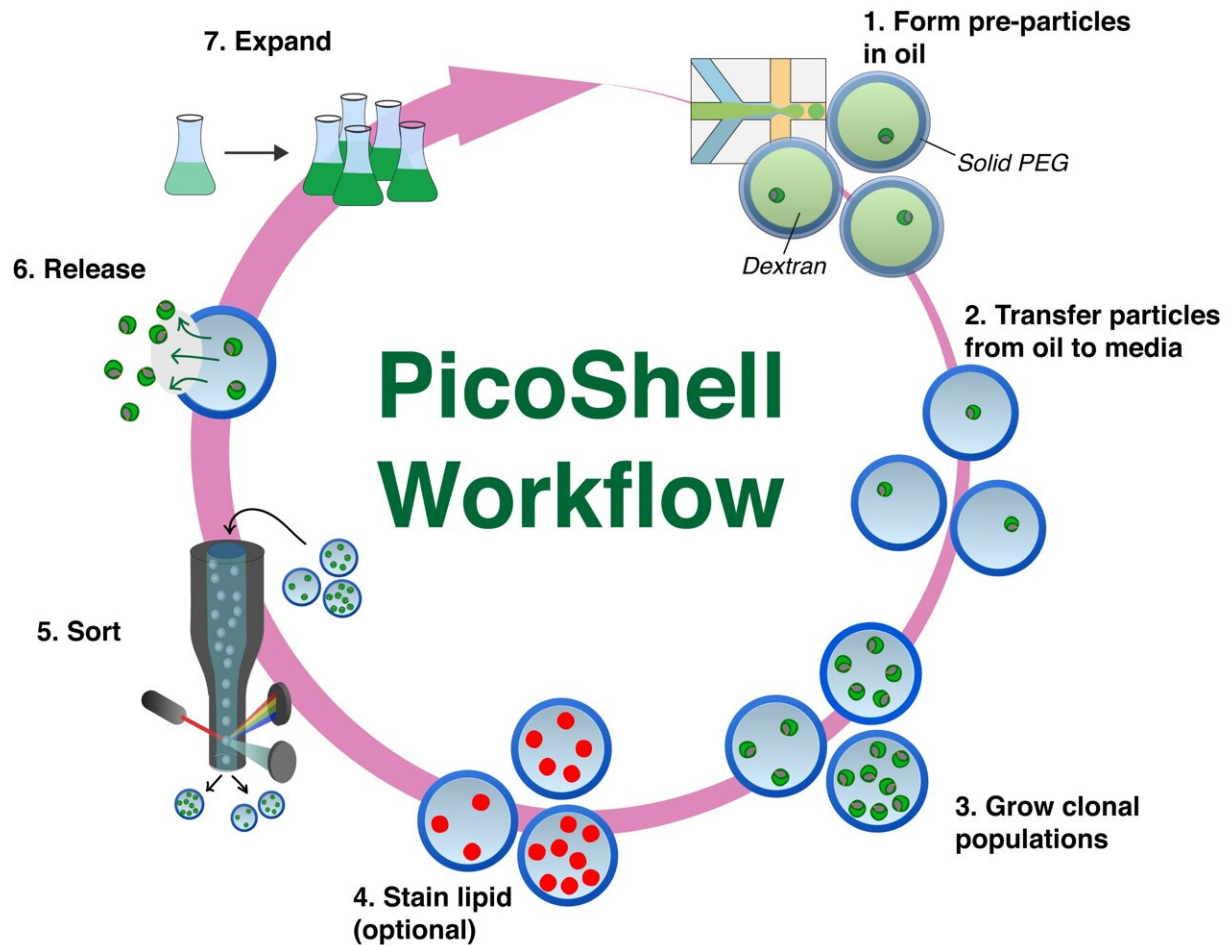 PicoShell
Workflow
1. Form pre-particles
in oil
Solid PEG
Dextran
2. Transfer particles
from oil to media
3. Grow clonal
populations
4. Stain lipid
(optional)
5. Sort
6. Release
7. Expand